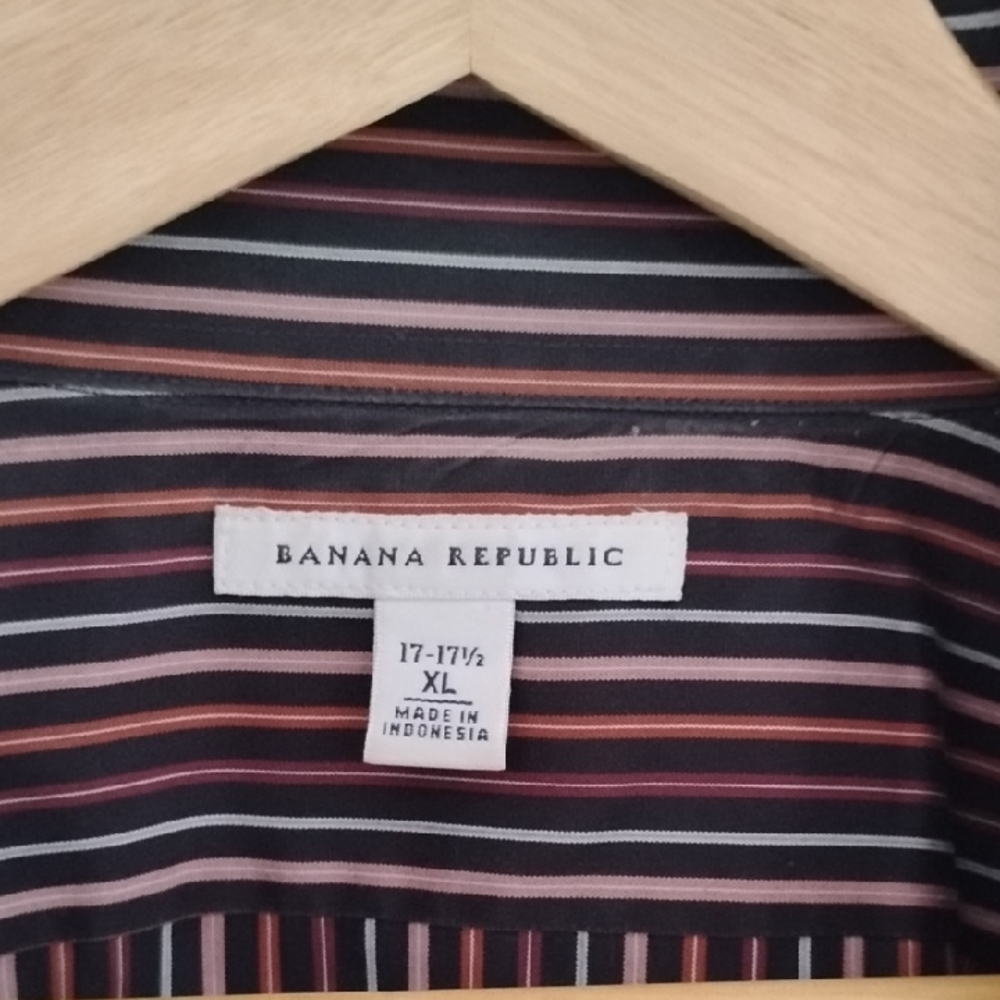 BANANA REPUBLIC
17-17½
XL
MADE IN
INDONESIA